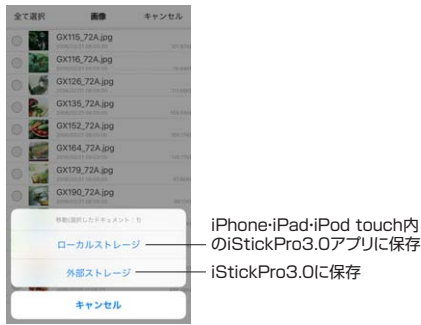 全て選択 画像 キャンセル
GX115_72A.jpg
GX116_72A.jpg
GX126_72A.jpg
GX135_72A.jpg
GX152_72A.jpg
GX164_72A.jpg
GX179_72A.jpg
GX190_72A.jpg
移動(選択したドキュメント：1)
ローカルストレージ
外部ストレージ
キャンセル
iPhone・iPad・iPod touch内
のiStickPro3.0アプリに保存
iStickPro3.0に保存